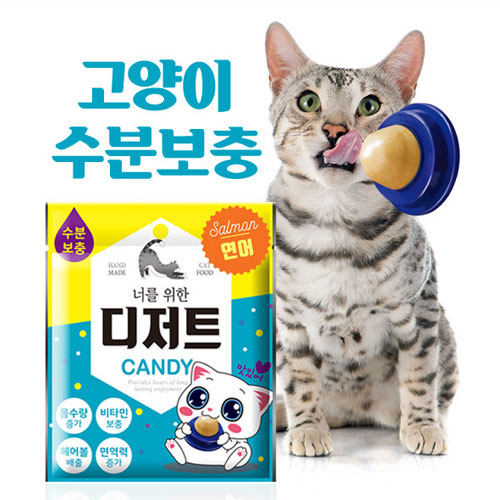 고양이
수분보충
수분
보충
Salmon
연어
HAND
MADE
CAT
FOOD
너를 위한
디저트
CANDY
Provides hours of long
lasting enjoyment
맛있어
음수량
증가
비타민
보충
헤어볼
배출
면역력
증가